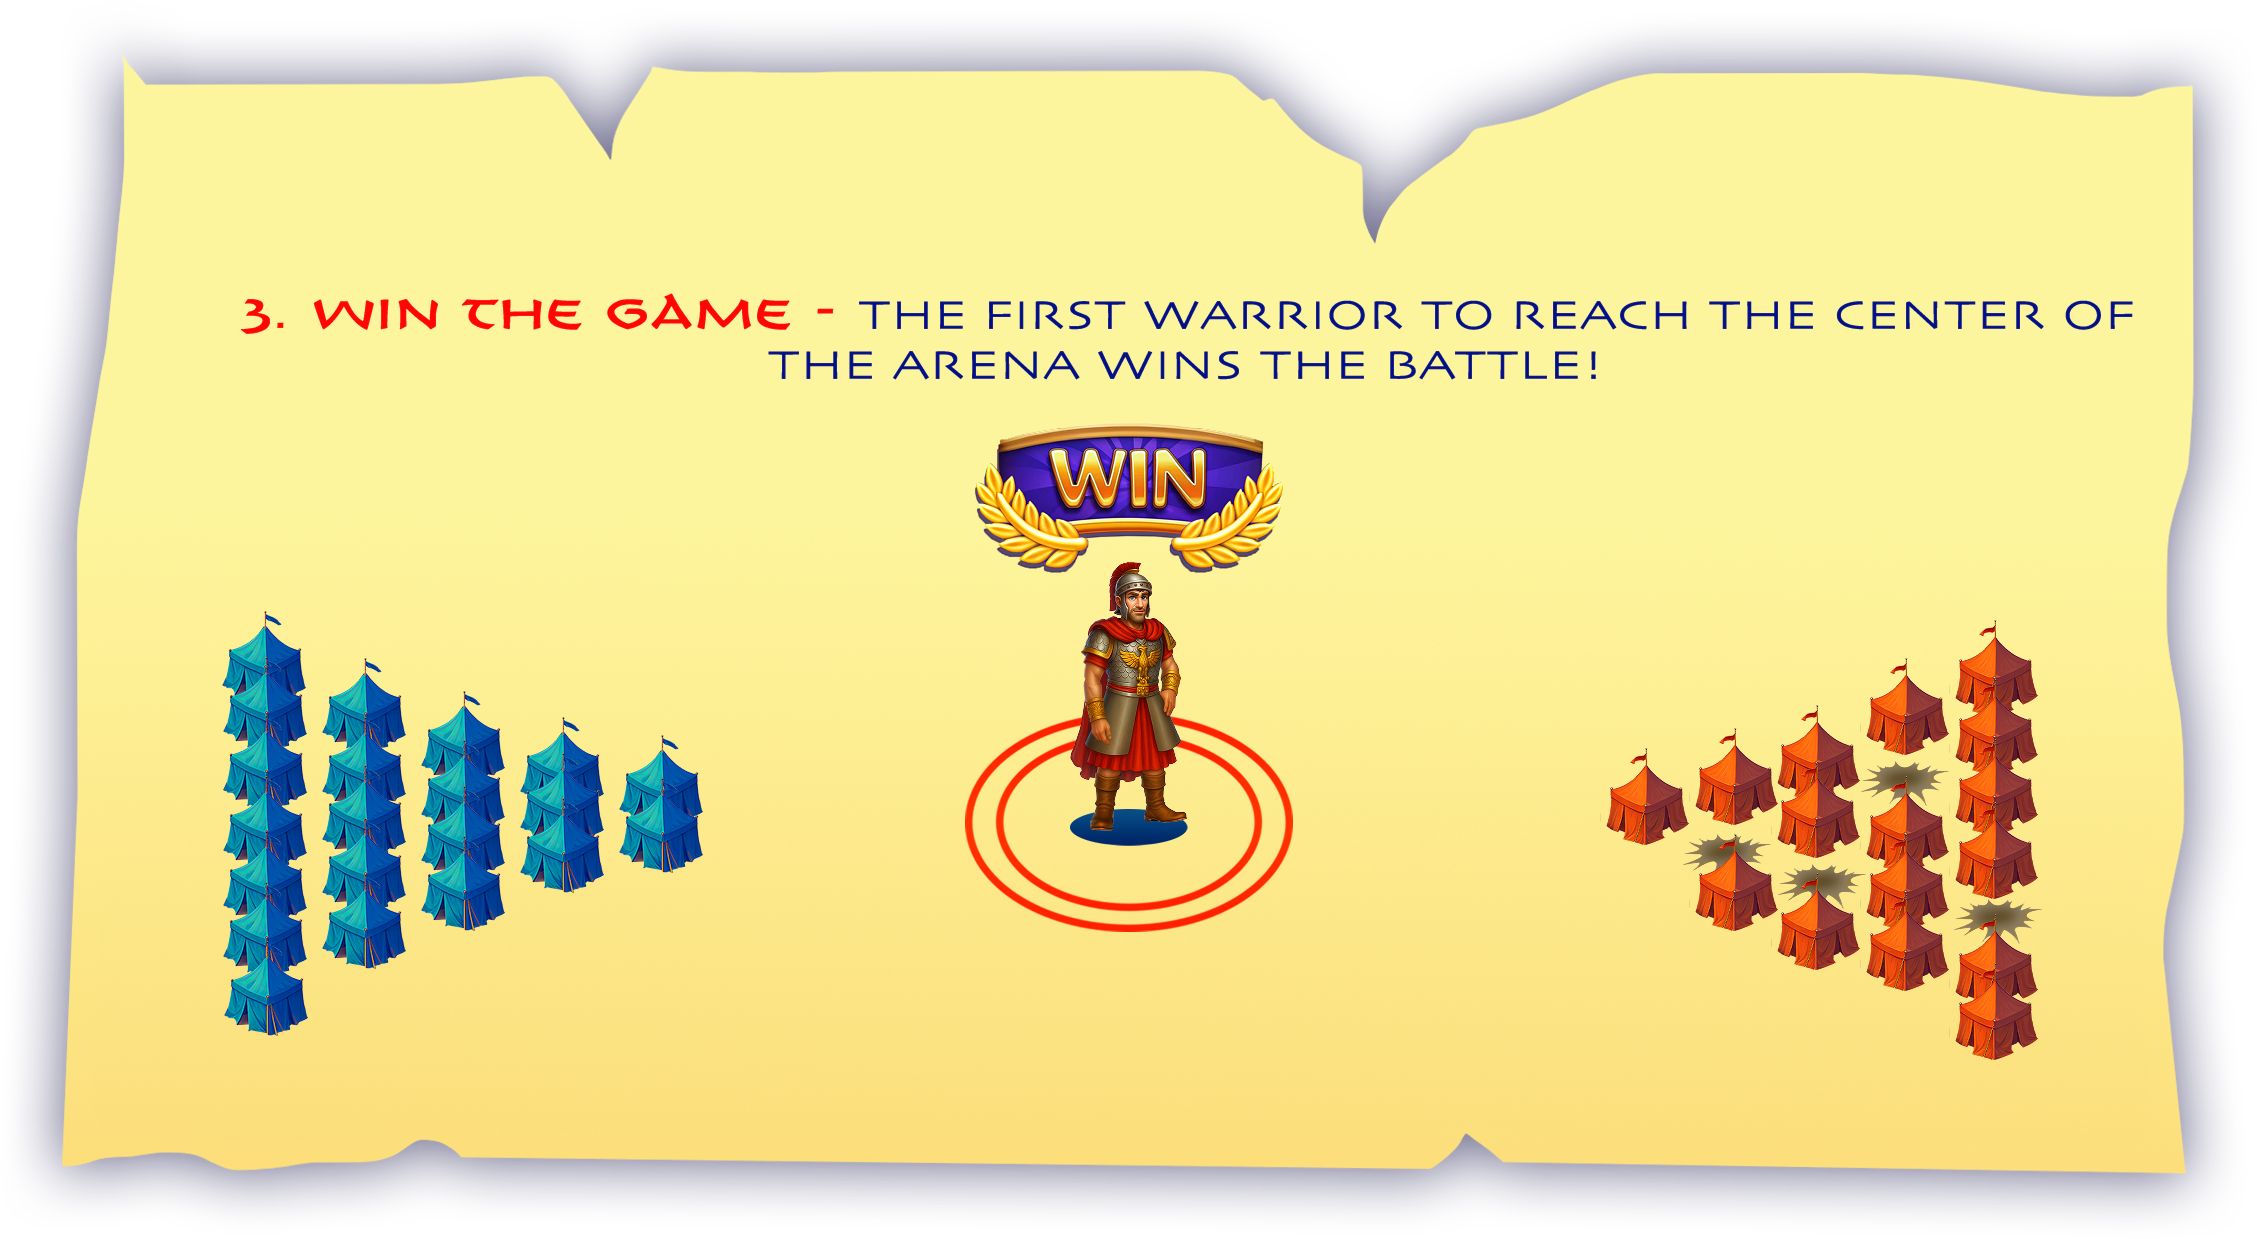 3. WIN THE GAME - THE FIRST WARRIOR TO REACH THE CENTER OF
THE ARENA WINS THE BATTLE!
WIN